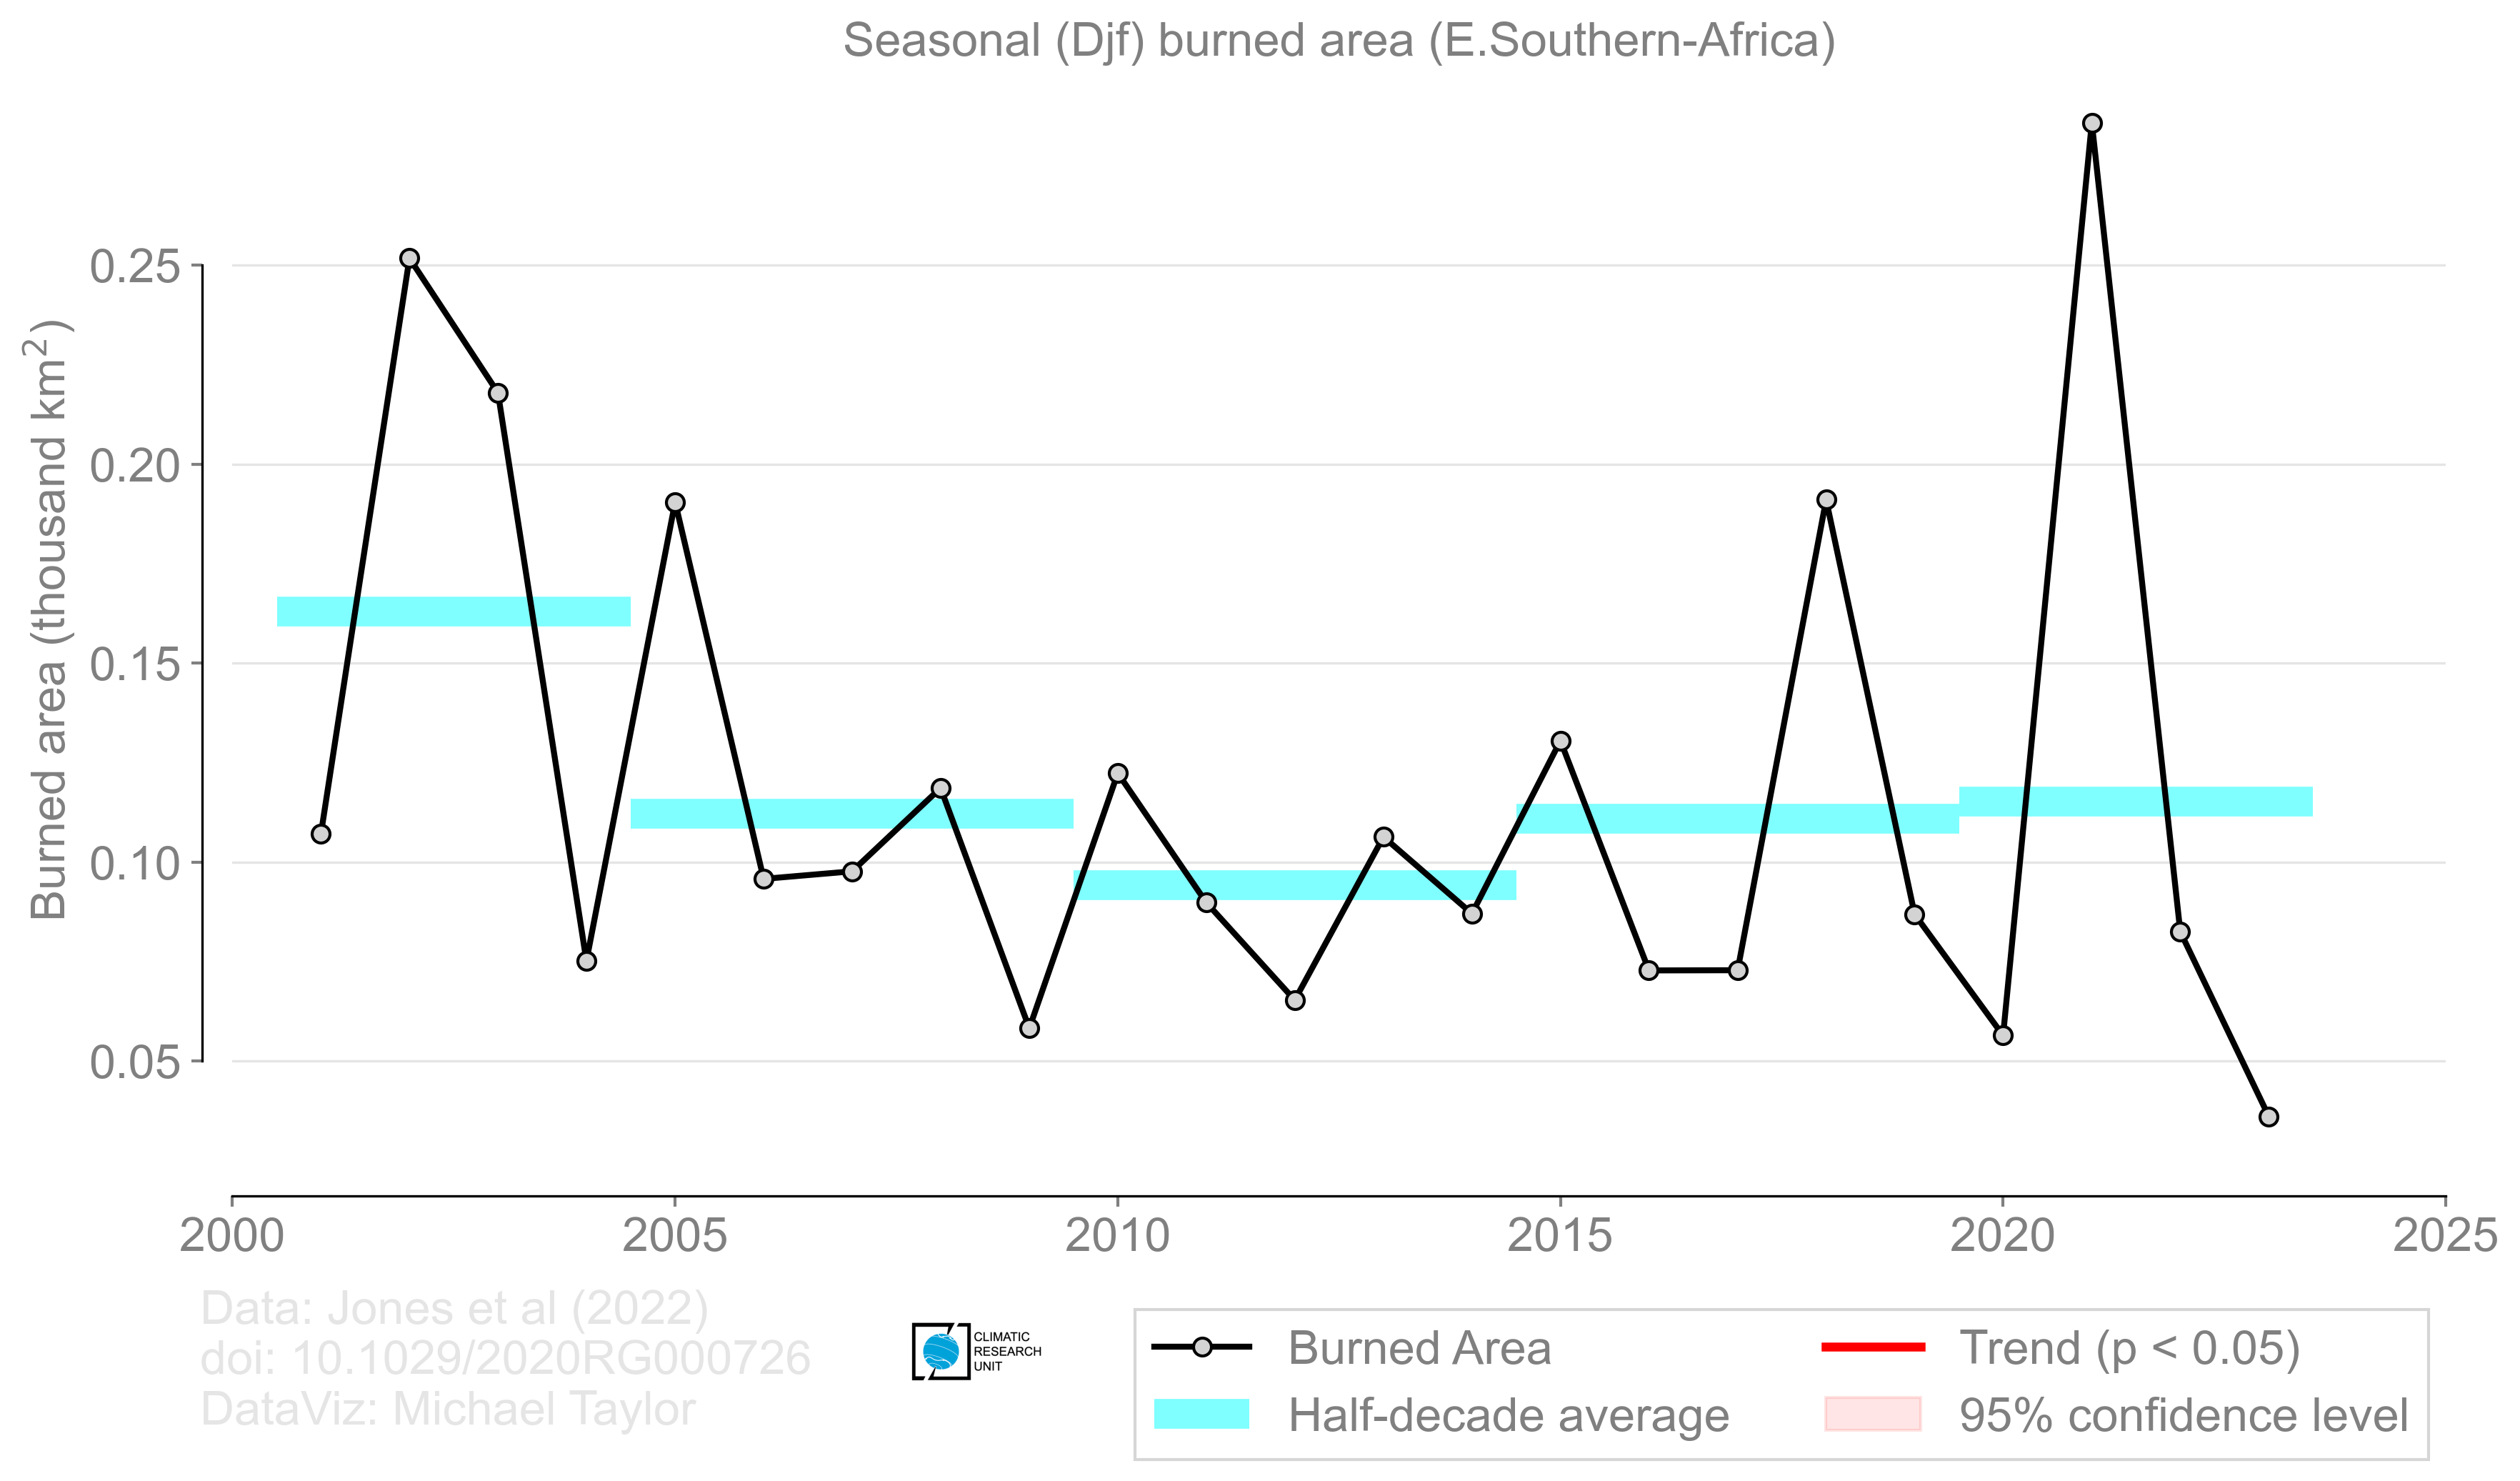 Seasonal (Djf) burned area (E.Southern-Africa)
Burned area (thousand km²)
0.25
0.20
0.15
0.10
0.05
2000 2005 2010 2015 2020 2025
Data: Jones et al (2022)
doi: 10.1029/2020RG000726
DataViz: Michael Taylor
CLIMATIC
RESEARCH
UNIT
Burned Area
Half-decade average
Trend (p < 0.05)
95% confidence level